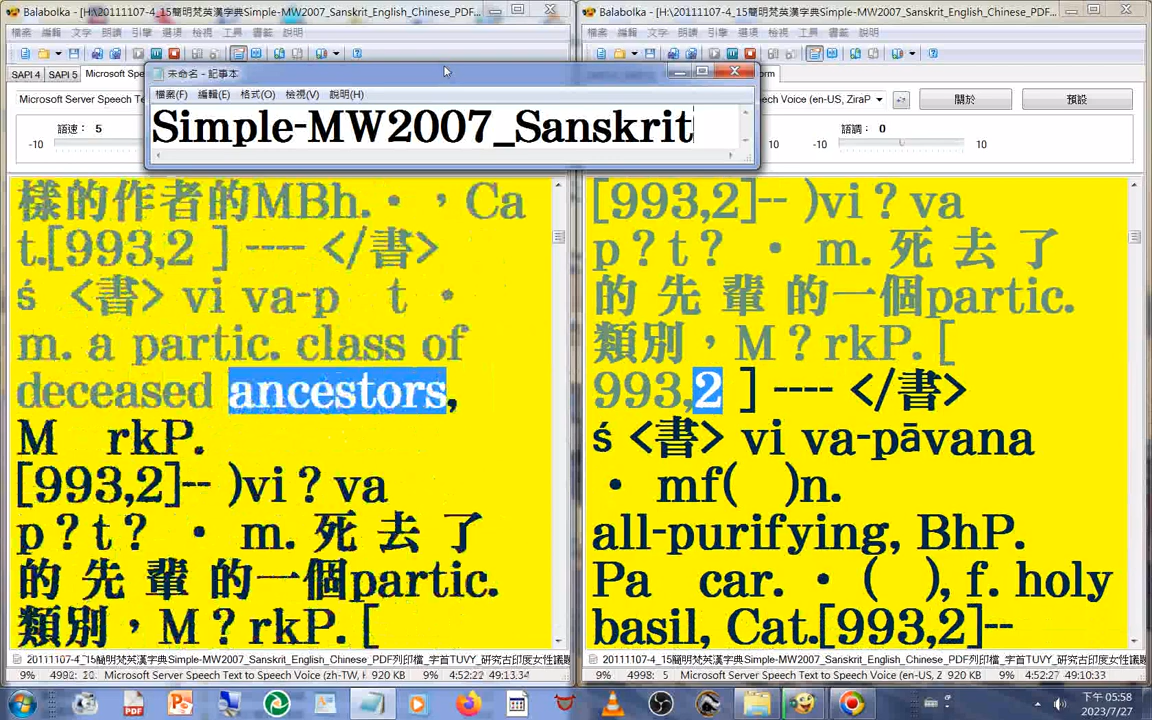 Balabolka - [H:\20111107-4_15簡明梵英漢字典Simple-MW2007_Sanskrit_English_Chinese_PDF...
檔案 編輯 文字 朗讀 引擎 選項 檢視 工具 書籤 說明
SAPI 4 SAPI 5 Microsoft Spe
Microsoft Server Speech Text
語速： 5
-10
未命名 - 記事本
檔案(F) 編輯(E) 格式(O) 檢視(V) 說明(H)
Simple-MW2007_Sanskrit
樣的作者的MBh.·，Ca
t.[993,2 ] ---- </書>
ś <書> vi va-p t ·
m. a partic. class of
deceased ancestors,
M rkP.
[993,2]-- )vi？va
p？t？ · m. 死 去 了
的 先 輩 的一個partic.
類別，M？rkP. [
20111107-4_15簡明梵英漢字典Simple-MW2007_Sanskrit_English_Chinese_PDF列印檔_字首TUVY_研究古印度女性議題
9% Microsoft Server Speech Text to Speech Voice (zh-TW, 920 KB 9% 4:52:22 49:13.34
Balabolka - [H:\20111107-4_15簡明梵英漢字典Simple-MW2007_Sanskrit_English_Chinese_PDF...
檔案 編輯 文字 朗讀 引擎 選項 檢視 工具 書籤 說明
orm
ech Voice (en-US, ZiraP
關於
預設
語調： 0
10
-10
10
[993,2]-- )vi？va
p？t？ · m. 死 去 了
的 先 輩 的一個partic.
類別，M？rkP. [
993,2 ] ---- </書>
ś <書> vi va-pāvana
· mf( )n.
all-purifying, BhP.
Pa car. · ( ), f. holy
basil, Cat.[993,2]--
20111107-4_15簡明梵英漢字典Simple-MW2007_Sanskrit_English_Chinese_PDF列印檔_字首TUVY_研究古印度女性議題
9% 4998: 5 Microsoft Server Speech Text to Speech Voice (en-US, 920 KB 9% 4:52:27 49:10.33
下午 05:58
2023/7/27